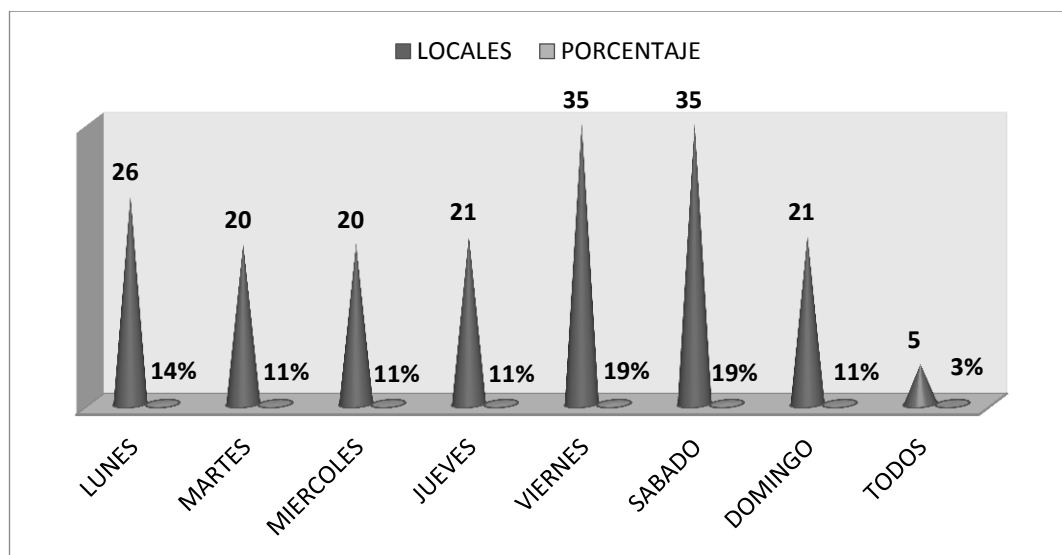 LOCALES PORCENTAJE
35 35
26
20 20 21 21
5
14% 11% 11% 11% 19% 19% 11% 3%
LUNES MARTES MIERCOLES JUEVES VIERNES SABADO DOMINGO TODOS